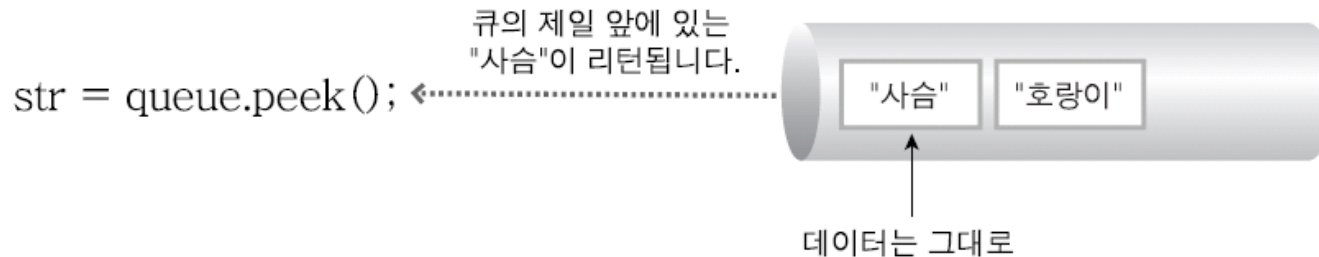 큐의 제일 앞에 있는
"사슴"이 리턴됩니다.
str = queue.peek();
"사슴"
"호랑이"
데이터는 그대로